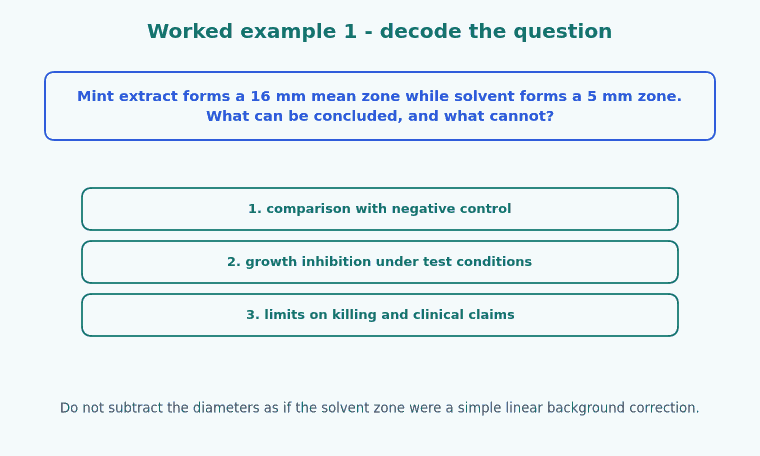 Worked example 1 - decode the question
Mint extract forms a 16 mm mean zone while solvent forms a 5 mm zone.
What can be concluded, and what cannot?
1. comparison with negative control
2. growth inhibition under test conditions
3. limits on killing and clinical claims
Do not subtract the diameters as if the solvent zone were a simple linear background correction.